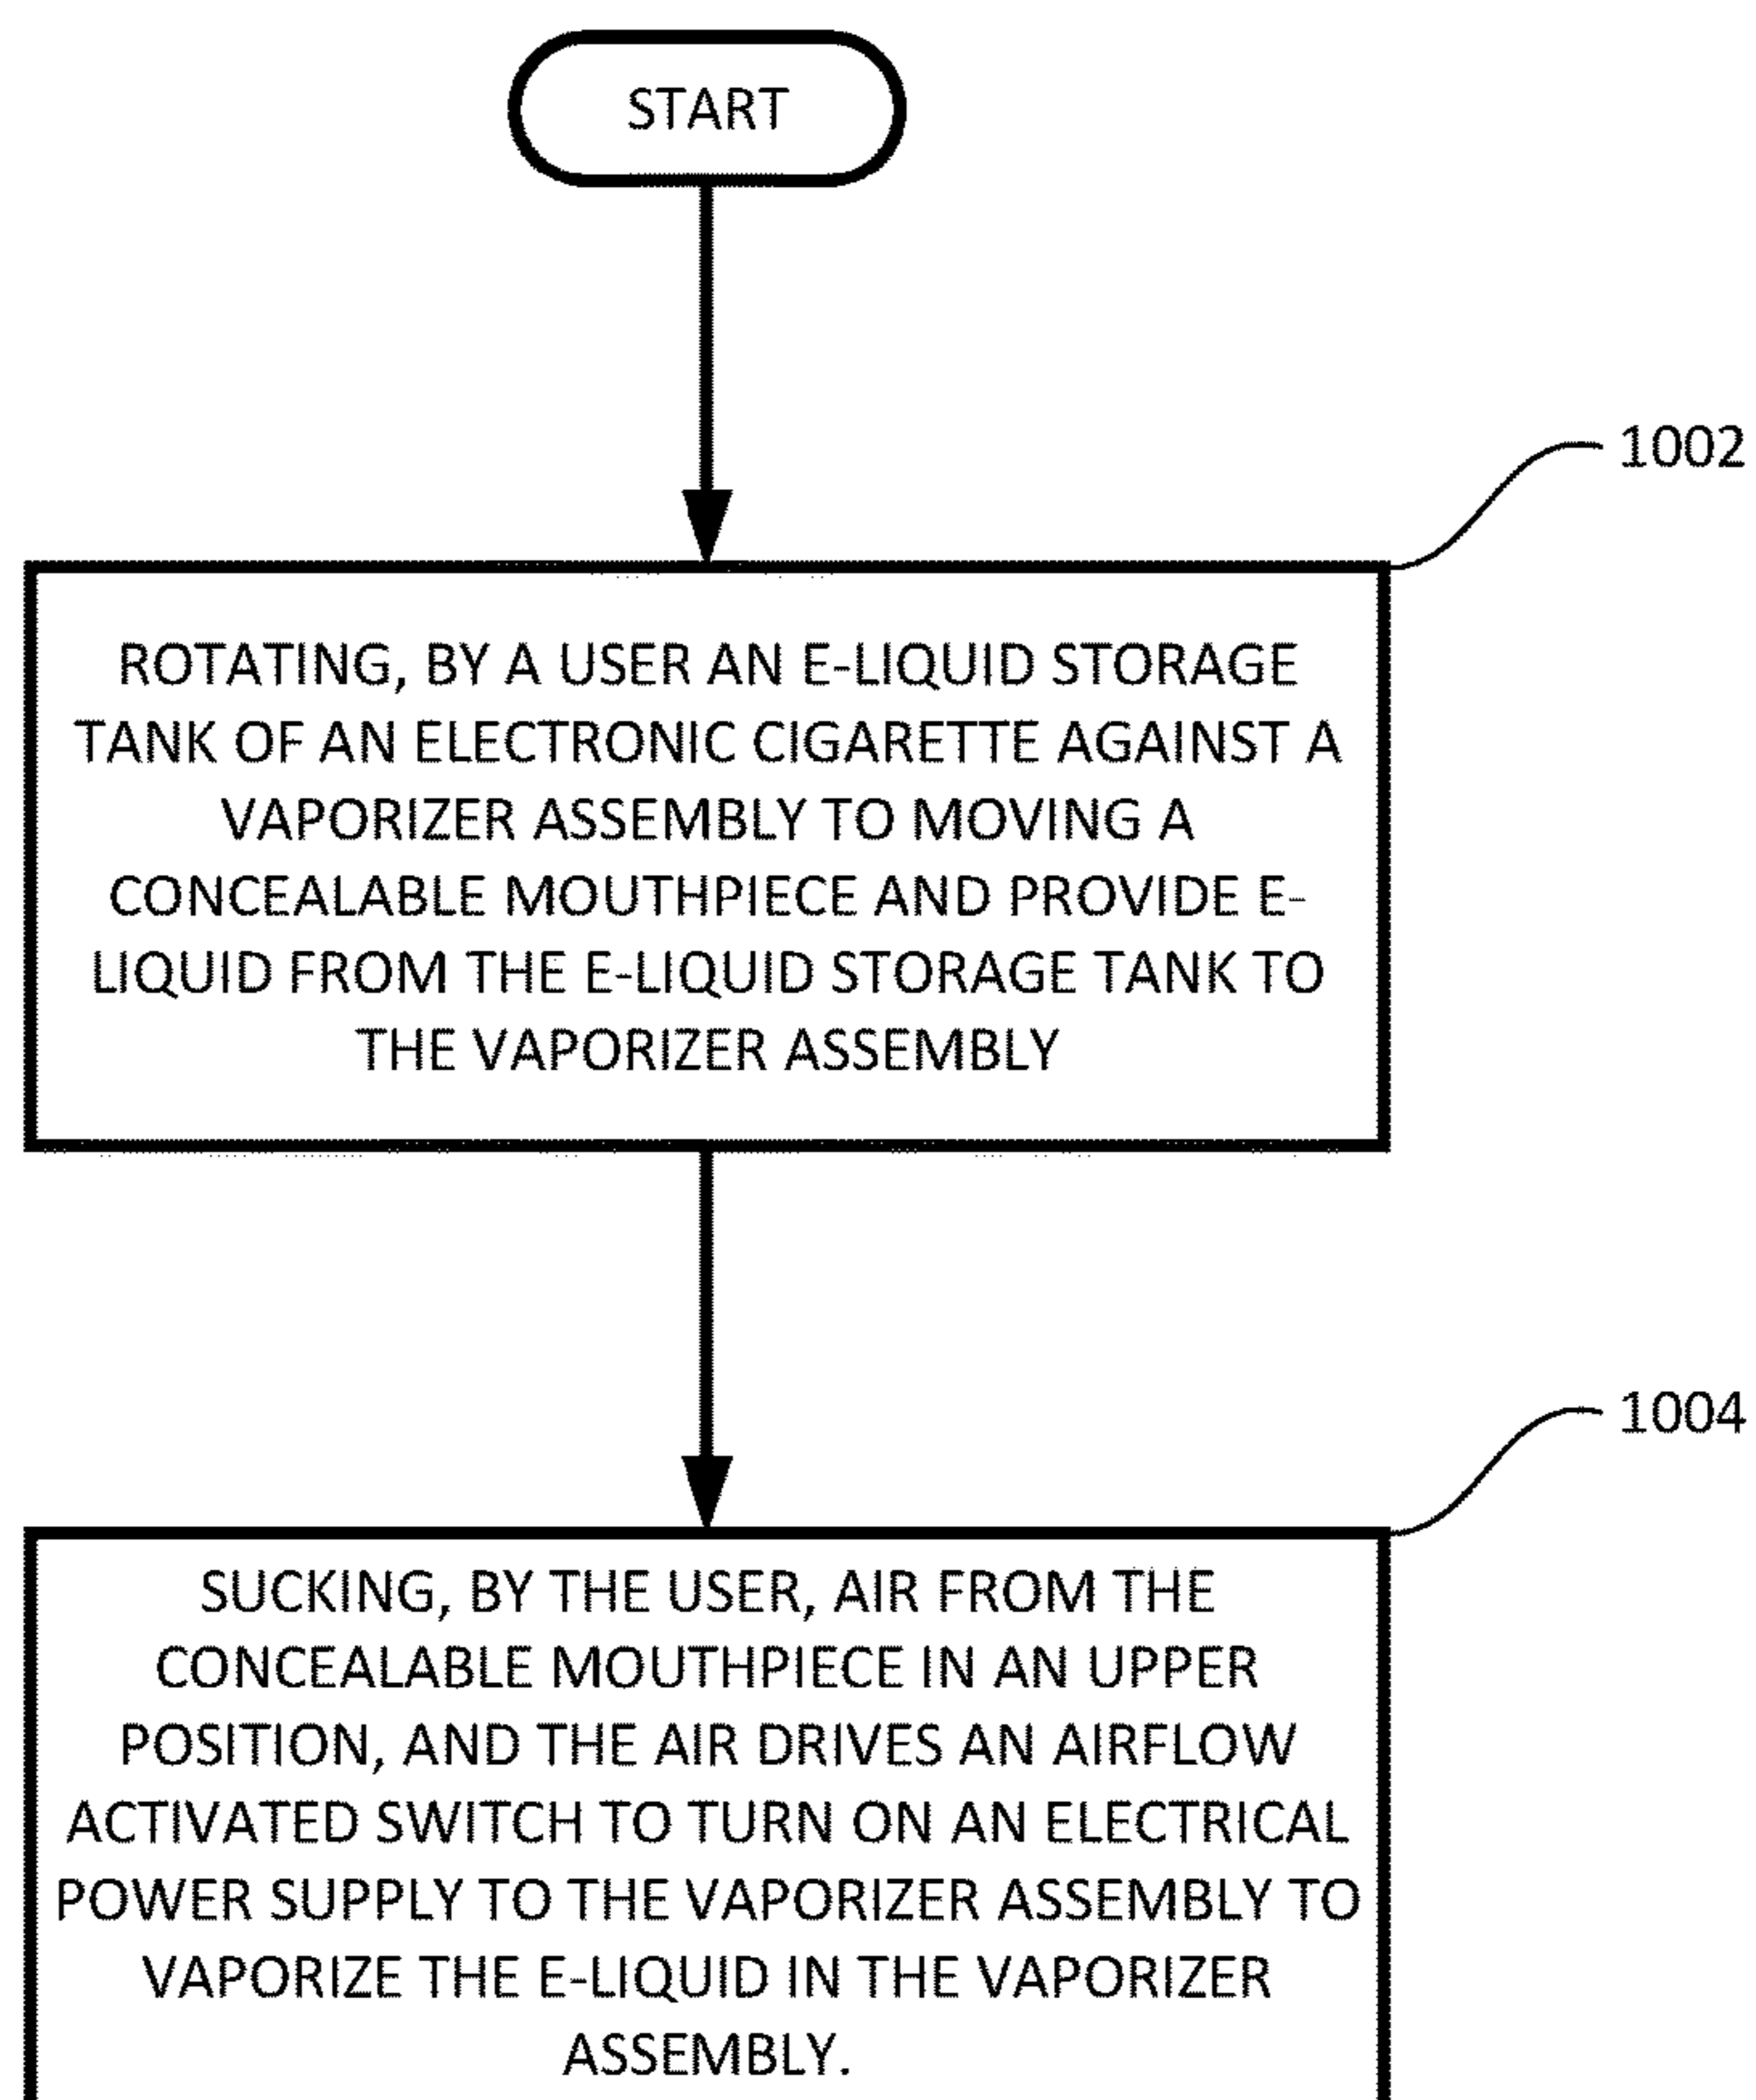 START
1002
ROTATING, BY A USER AN E-LIQUID STORAGE
TANK OF AN ELECTRONIC CIGARETTE AGAINST A
VAPORIZER ASSEMBLY TO MOVING A
CONCEALABLE MOUTHPIECE AND PROVIDE E-
LIQUID FROM THE E-LIQUID STORAGE TANK TO
THE VAPORIZER ASSEMBLY
1004
SUCKING, BY THE USER, AIR FROM THE
CONCEALABLE MOUTHPIECE IN AN UPPER
POSITION, AND THE AIR DRIVES AN AIRFLOW
ACTIVATED SWITCH TO TURN ON AN ELECTRICAL
POWER SUPPLY TO THE VAPORIZER ASSEMBLY TO
VAPORIZE THE E-LIQUID IN THE VAPORIZER
ASSEMBLY.